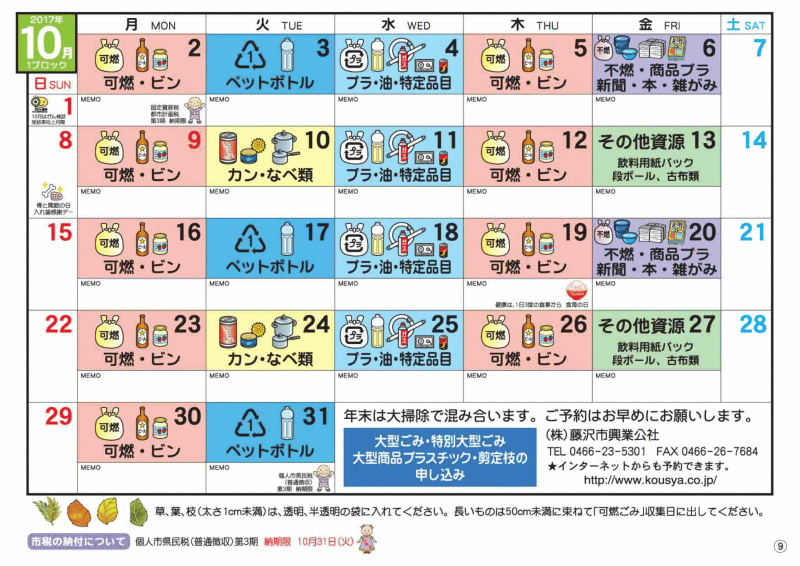 2017年
10月
1ブロック
月 MON
火 TUE
水 WED
木 THU
金 FRI
土 SAT
日 SUN
可燃
2
可燃・ビン
1
3
ペットボトル
プラ
4
プラ・油・特定品目
可燃
5
可燃・ビン
不燃
6
不燃・商品プラ
新聞・本・雑がみ
7
1
10月はがん検診
受診率向上月間
MEMO
固定資産税
都市計画税
第3期 納期限
MEMO
MEMO
MEMO
MEMO
8
可燃
9
可燃・ビン
10
カン・なべ類
プラ
11
プラ・油・特定品目
可燃
12
可燃・ビン
その他資源 13
飲料用紙パック
段ボール、古布類
14
骨と関節の日
入れ歯感謝デー
MEMO
MEMO
MEMO
MEMO
MEMO
15
可燃
16
可燃・ビン
1
17
ペットボトル
プラ
18
プラ・油・特定品目
可燃
19
可燃・ビン
不燃
20
不燃・商品プラ
新聞・本・雑がみ
21
MEMO
MEMO
MEMO
MEMO
健康は、1日3度の食事から 食育の日
MEMO
22
可燃
23
可燃・ビン
24
カン・なべ類
プラ
25
プラ・油・特定品目
可燃
26
可燃・ビン
その他資源 27
飲料用紙パック
段ボール、古布類
28
MEMO
MEMO
MEMO
MEMO
MEMO
29
可燃
30
可燃・ビン
1
31
ペットボトル
MEMO
MEMO
個人市県民税
(普通徴収)
第3期 納期限
年末は大掃除で混み合います。ご予約はお早めにお願いします。
大型ごみ・特別大型ごみ
大型商品プラスチック・剪定枝の
申し込み
(株)藤沢市興業公社
TEL 0466-23-5301 FAX 0466-26-7684
★インターネットからも予約できます。
http://www.kousya.co.jp/
草、葉、枝(太さ1cm未満)は、透明、半透明の袋に入れてください。長いものは50cm未満に束ねて「可燃ごみ」収集日に出してください。
市税の納付について 個人市県民税(普通徴収)第3期 納期限 10月31日(火)
9